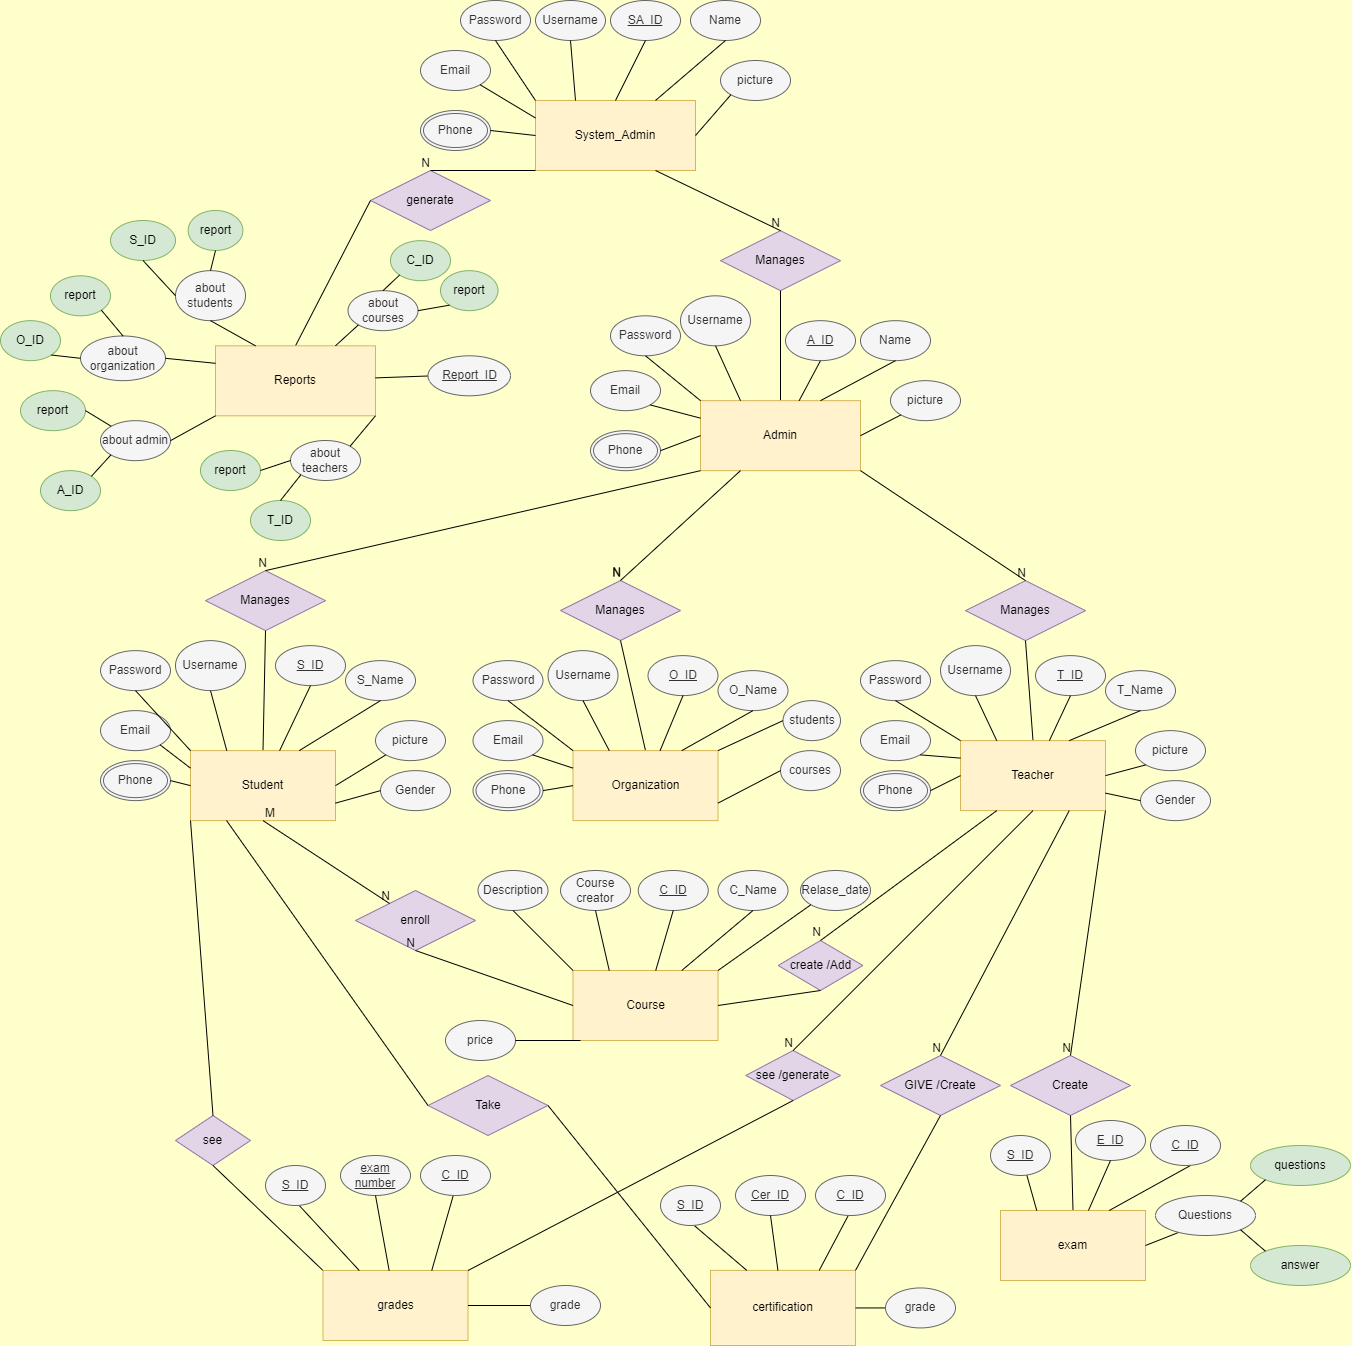 Password
Username
SA_ID
Name
Email
picture
Phone
System_Admin
N
generate
N
Manages
S_ID
report
about
students
C_ID
report
about
courses
report
O_ID
about
organization
Reports
Report_ID
report
about admin
A_ID
about
teachers
report
T_ID
Password
Username
A_ID
Name
Email
picture
Phone
Admin
N
Manages
N
Manages
N
Manages
Password
Username
S_ID
S_Name
Email
picture
Phone
Student
Gender
M
Password
Username
O_ID
O_Name
students
Email
courses
Phone
Organization
Password
Username
T_ID
T_Name
Email
picture
Phone
Teacher
Gender
N
enroll
N
Description
Course
creator
C_ID
C_Name
Relase_date
N
create /Add
Course
price
N
see /generate
N
GIVE /Create
N
Create
Take
see
S_ID
exam
number
C_ID
grades
grade
S_ID
Cer_ID
C_ID
certification
grade
S_ID
E_ID
C_ID
questions
Questions
exam
answer